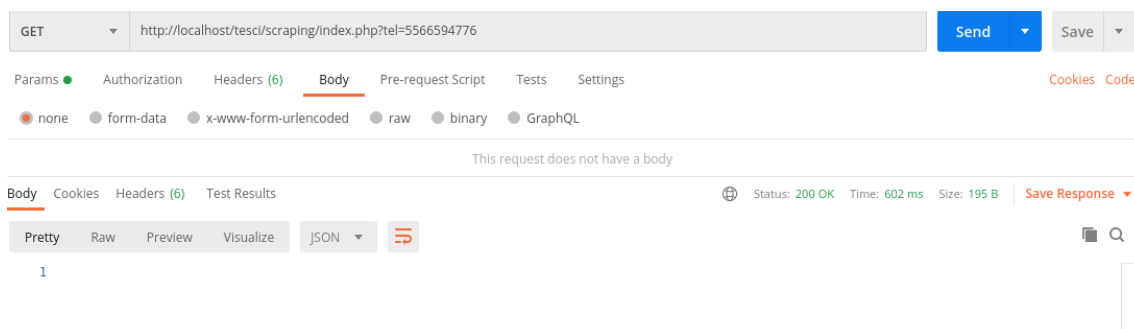 GET http://localhost/tesci/scraping/index.php?tel=5566594776 Send Save
Params Authorization Headers (6) Body Pre-request Script Tests Settings Cookies Code
none form-data x-www-form-urlencoded raw binary GraphQL
This request does not have a body
Body Cookies Headers (6) Test Results Status: 200 OK Time: 602 ms Size: 195 B Save Response
Pretty Raw Preview Visualize JSON
1